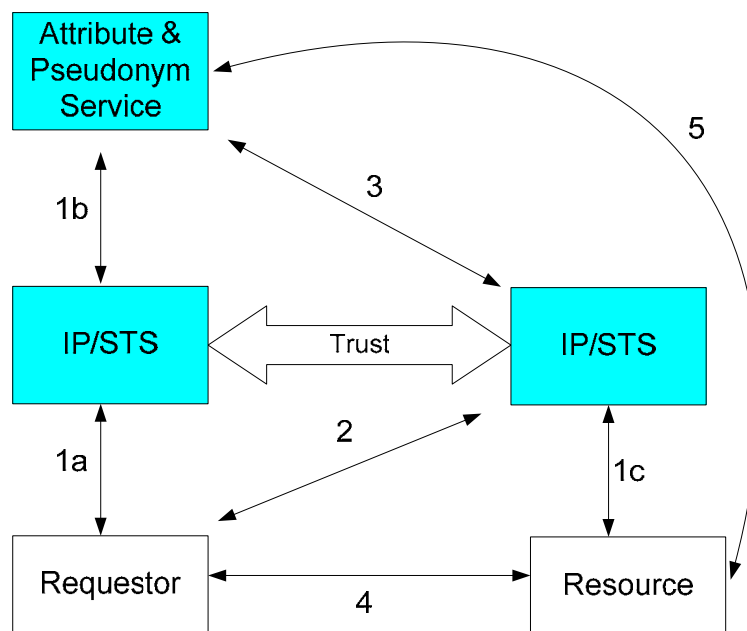 Attribute &
Pseudonym
Service
5
3
1b
IP/STS
Trust
IP/STS
2
1a
1c
Requestor
4
Resource